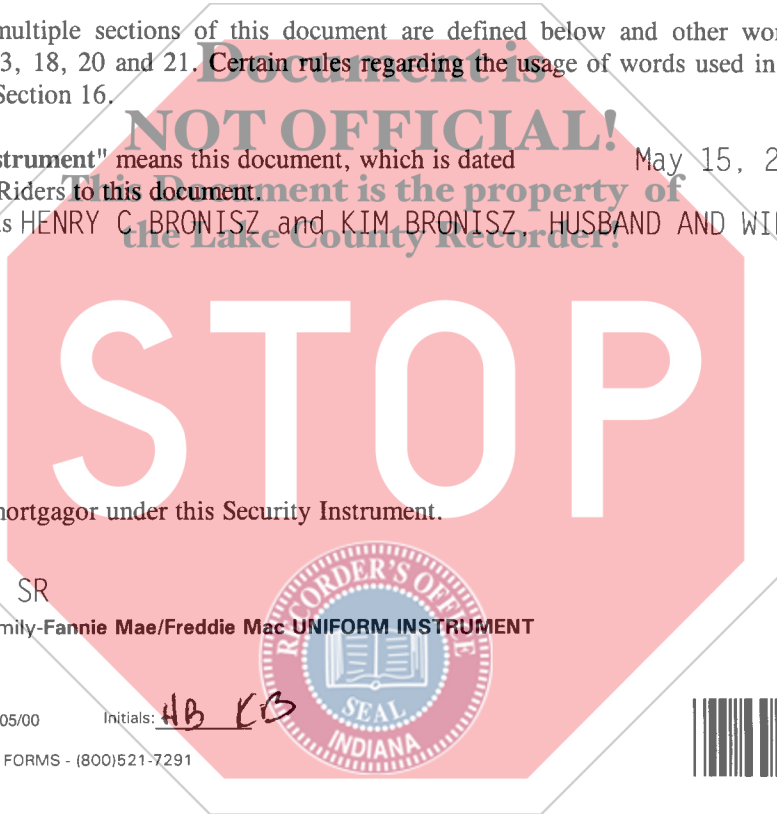 multiple sections of this document are defined below and other wor
3, 18, 20 and 21. Certain rules regarding the usage of words used in
Section 16.
Document is
NOT OFFICIAL!
This Document is the property of
the Lake County Recorder!
strument" means this document, which is dated May 15, 2
Riders to this document.
s HENRY C BRONISZ and KIM BRONISZ, HUSBAND AND WI
STOP
ortgagor under this Security Instrument.
SR
mily-Fannie Mae/Freddie Mac UNIFORM INSTRUMENT
RECORDER'S OFFICE
SEAL
INDIANA
05/00 Initials: HB KB
FORMS - (800)521-7291